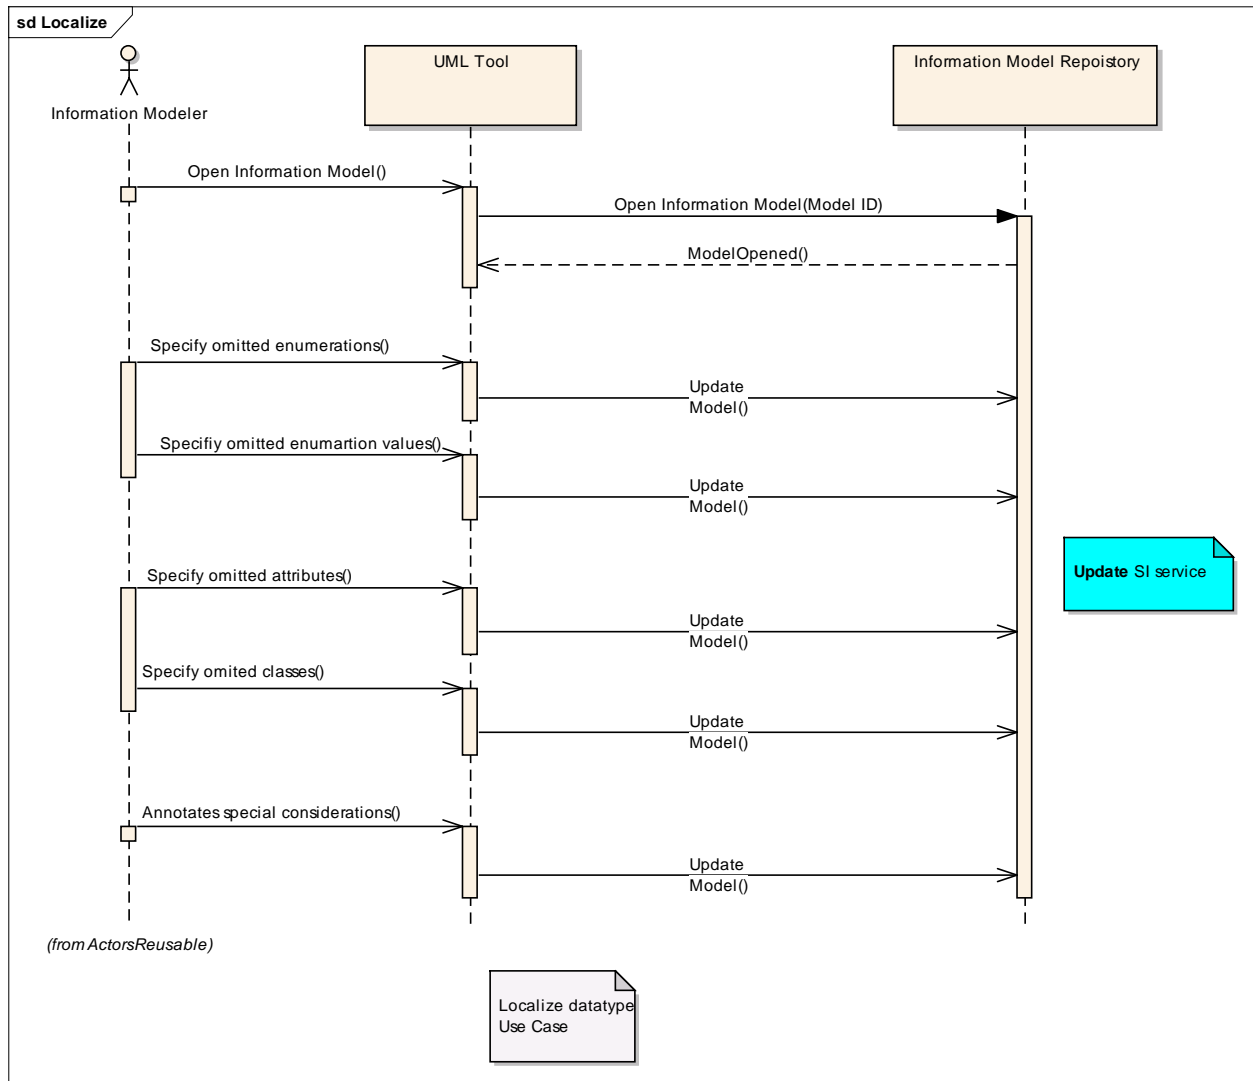 sd Localize
UML Tool
Information Model Repoistory
Information Modeler
Open Information Model()
Open Information Model(Model ID)
ModelOpened()
Specify omitted enumerations()
Update
Model()
Specifiy omitted enumartion values()
Update
Model()
Update SI service
Specify omitted attributes()
Update
Model()
Specify omited classes()
Update
Model()
Annotates special considerations()
Update
Model()
(from ActorsReusable)
Localize datatype
Use Case